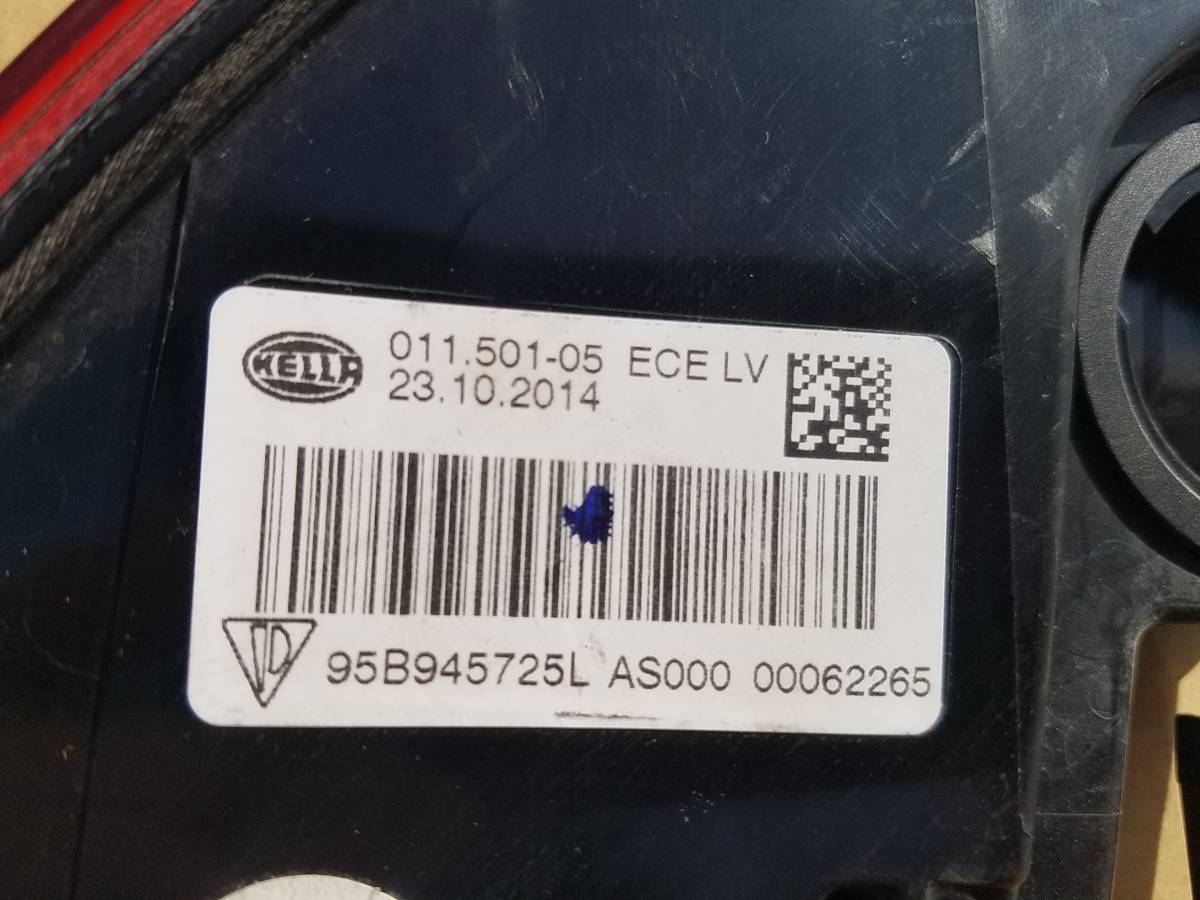 HELLA
011.501-05 ECE LV
23.10.2014
95B945725L AS000 00062265